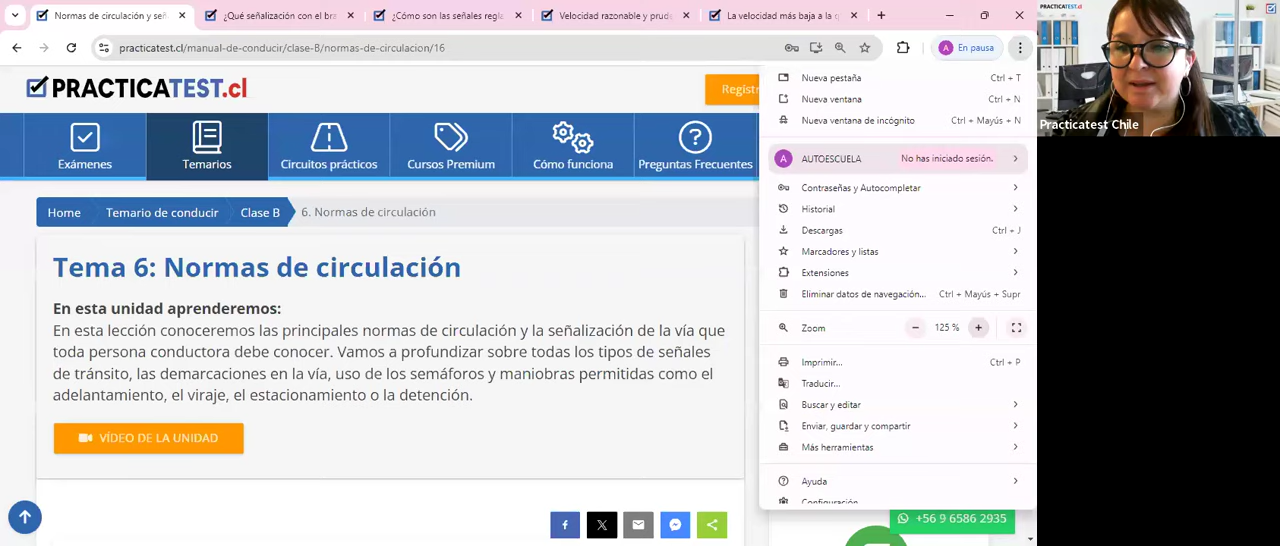 Normas de circulación y señ
¿Qué señalización con el bra
¿Cómo son las señales regla
Velocidad razonable y prude
La velocidad más baja a la q
practicatest.cl/manual-de-conducir/clase-B/normas-de-circulacion/16
A En pausa
PRACTICATEST.cl
Registr
Exámenes
Temarios
Circuitos prácticos
Cursos Premium
Cómo funciona
Preguntas Frecuentes
Home
Temario de conducir
Clase B
6. Normas de circulación
Tema 6: Normas de circulación
En esta unidad aprenderemos:
En esta lección conoceremos las principales normas de circulación y la señalización de la vía que
toda persona conductora debe conocer. Vamos a profundizar sobre todas los tipos de señales
de tránsito, las demarcaciones en la vía, uso de los semáforos y maniobras permitidas como el
adelantamiento, el viraje, el estacionamiento o la detención.
VÍDEO DE LA UNIDAD
Nueva pestaña Ctrl + T
Nueva ventana Ctrl + N
Nueva ventana de incógnito Ctrl + Mayús + N
A AUTOESCUELA No has iniciado sesión.
Contraseñas y Autocompletar
Historial
Descargas Ctrl + J
Marcadores y listas
Extensiones
Eliminar datos de navegación... Ctrl + Mayús + Supr
Zoom − 125 % +
Imprimir... Ctrl + P
Traducir...
Buscar y editar
Enviar, guardar y compartir
Más herramientas
Ayuda
Configuración
+56 9 6586 2935
PRACTICATEST.cl
Practicatest Chile